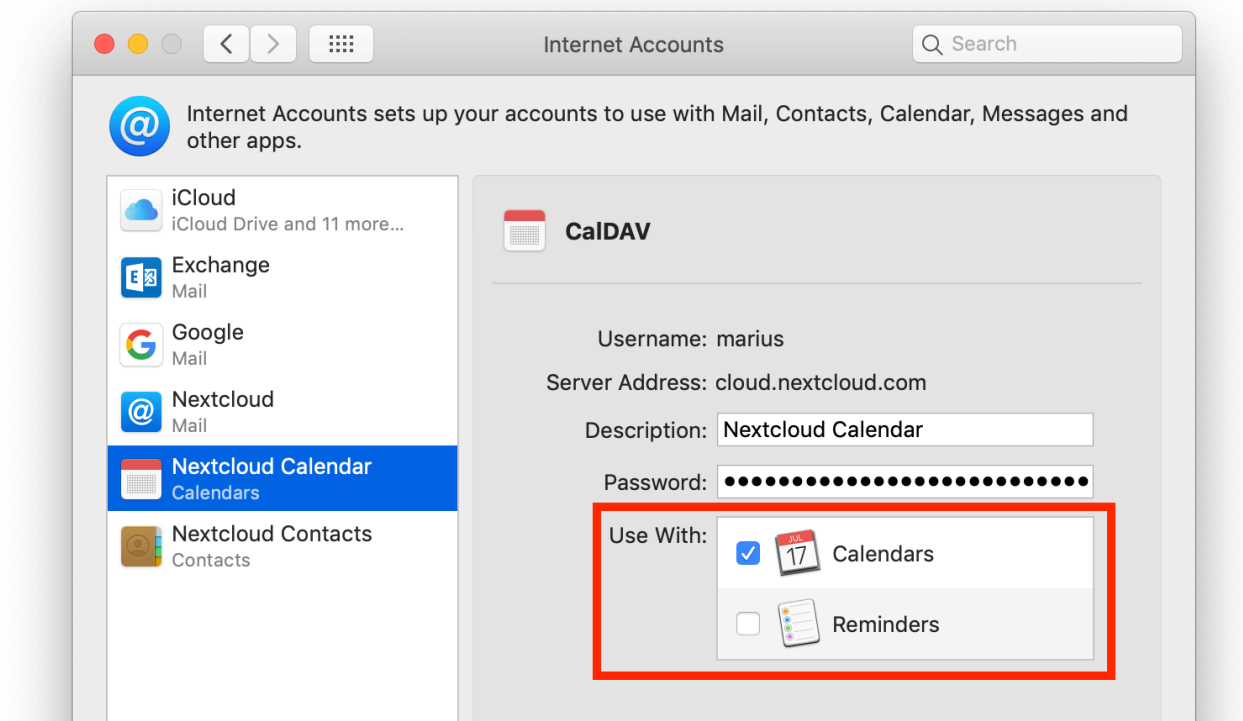 Internet Accounts
Search
Internet Accounts sets up your accounts to use with Mail, Contacts, Calendar, Messages and
other apps.
iCloud
iCloud Drive and 11 more...
Exchange
Mail
Google
Mail
Nextcloud
Mail
Nextcloud Calendar
Calendars
Nextcloud Contacts
Contacts
CalDAV
Username: marius
Server Address: cloud.nextcloud.com
Description: Nextcloud Calendar
Password: ●●●●●●●●●●●●●●●●●●●●●●●●●●●
Use With:
JUL
17
Calendars
Reminders